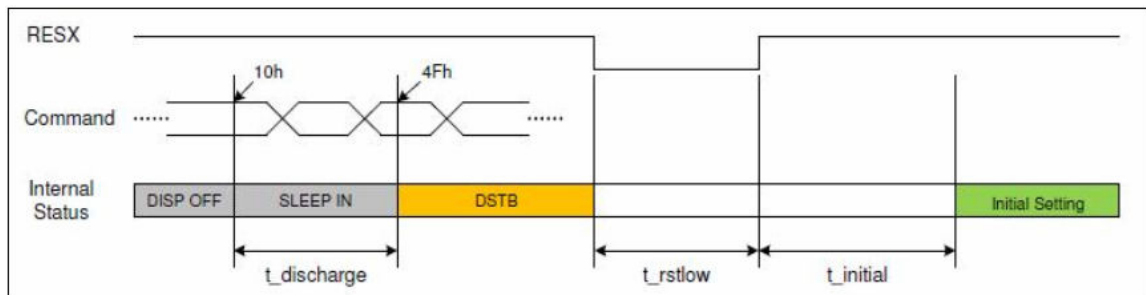 RESX
10h
4Fh
Command
......
......
Internal
Status
DISP OFF
SLEEP IN
DSTB
Initial Setting
t_discharge
t_rstlow
t_initial